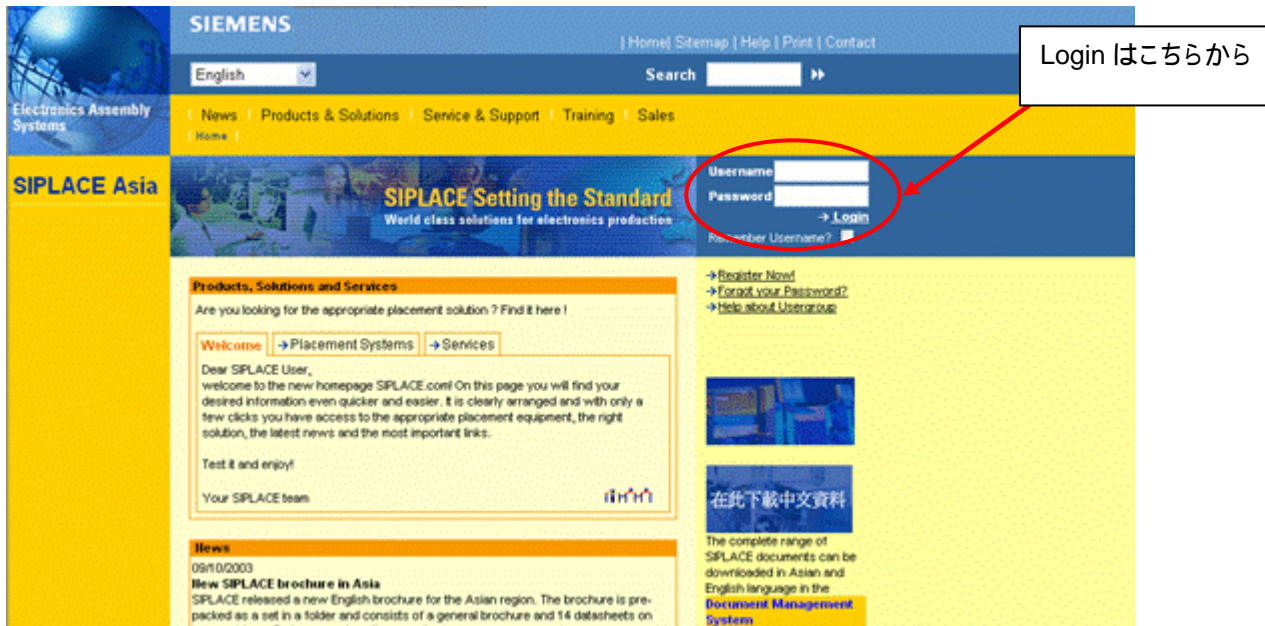 SIEMENS
| Home| Sitemap | Help | Print | Contact
Login はこちらから
English
Search
Electronics Assembly
Systems
News | Products & Solutions | Service & Support | Training | Sales
| Home |
SIPLACE Asia
SIPLACE Setting the Standard
World class solutions for electronics production
Username
Password
Login
Remember Username?
Register Now!
Forgot your Password?
Help about Usergroup
Products, Solutions and Services
Are you looking for the appropriate placement solution ? Find it here !
Welcome
Placement Systems
Services
Dear SIPLACE User,
welcome to the new homepage SIPLACE.com! On this page you will find your
desired information even quicker and easier. It is clearly arranged and with only a
few clicks you have access to the appropriate placement equipment, the right
solution, the latest news and the most important links.
Test it and enjoy!
Your SIPLACE team
在此下載中文資料
The complete range of
SIPLACE documents can be
downloaded in Asian and
English language in the
Document Management
System
News
09/10/2003
New SIPLACE brochure in Asia
SIPLACE released a new English brochure for the Asian region. The brochure is pre-
packed as a set in a folder and consists of a general brochure and 14 datasheets on